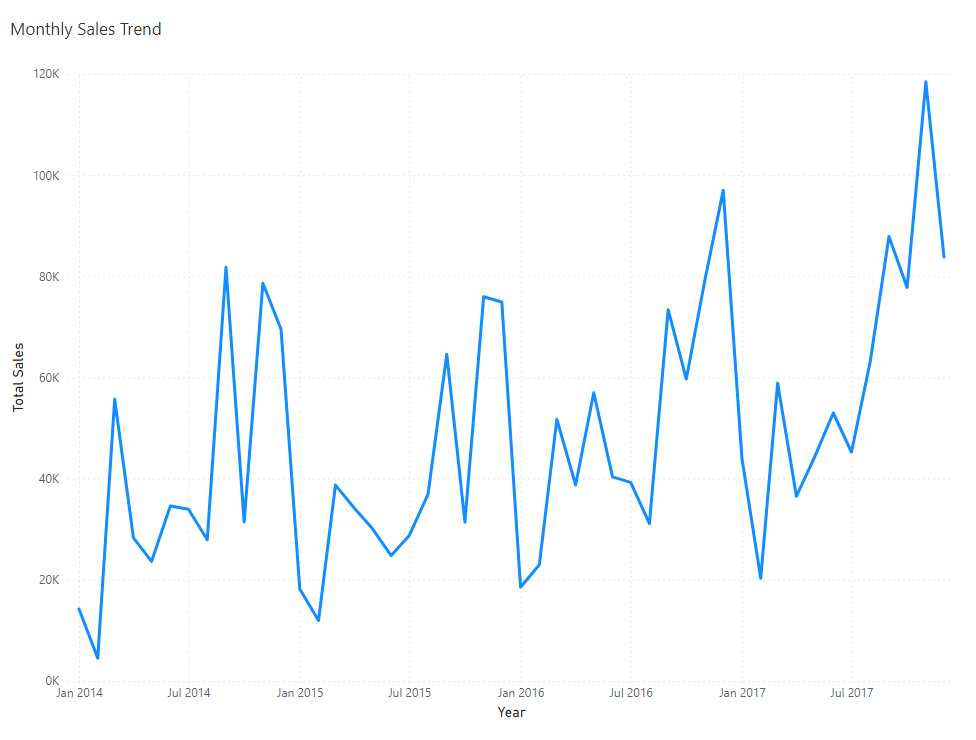 Monthly Sales Trend
120K
100K
80K
60K
40K
20K
0K
Total Sales
Jan 2014 Jul 2014 Jan 2015 Jul 2015 Jan 2016 Jul 2016 Jan 2017 Jul 2017
Year